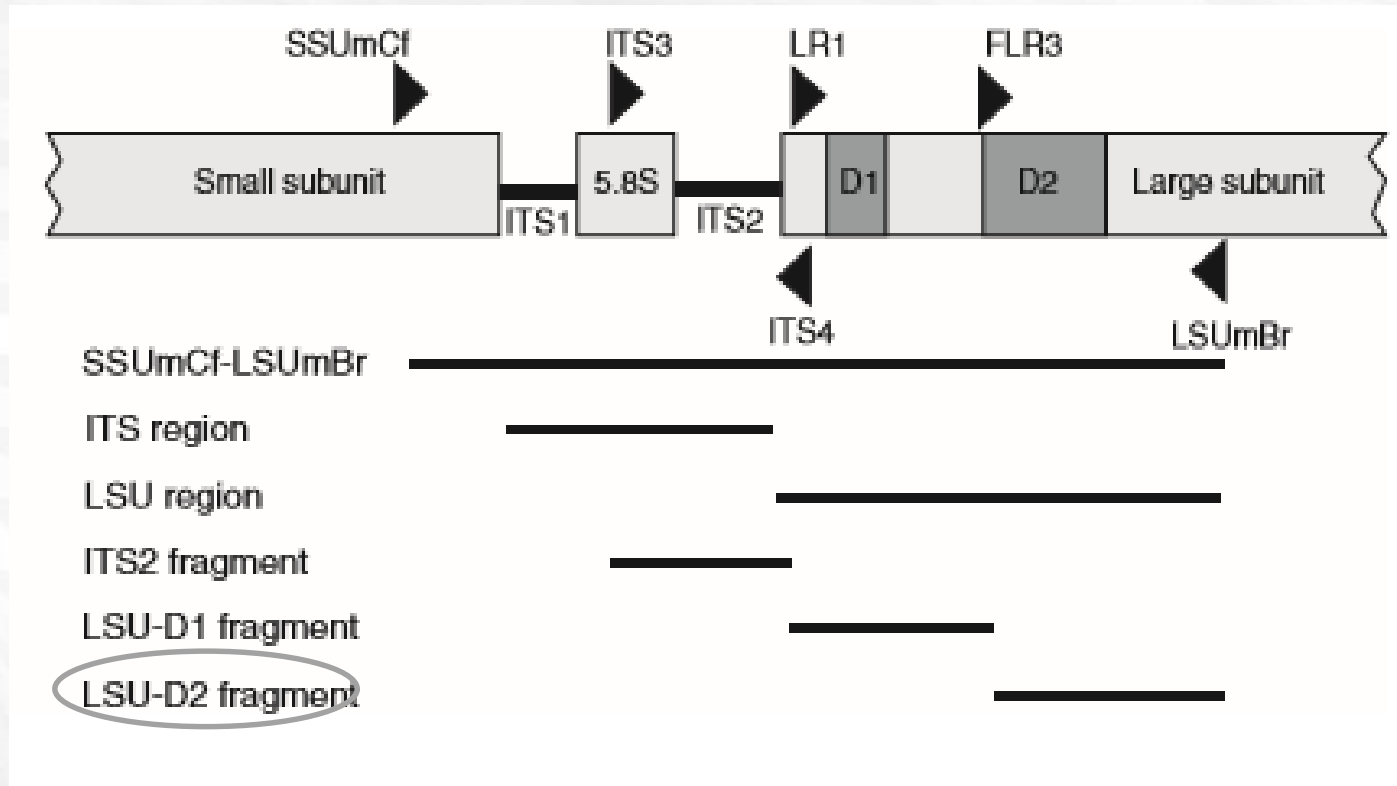 SSUmCf ITS3 LR1 FLR3
Small subunit 5.8S D1 D2 Large subunit
ITS1 ITS2
ITS4 LSUmBr
SSUmCf-LSUmBr
ITS region
LSU region
ITS2 fragment
LSU-D1 fragment
LSU-D2 fragment